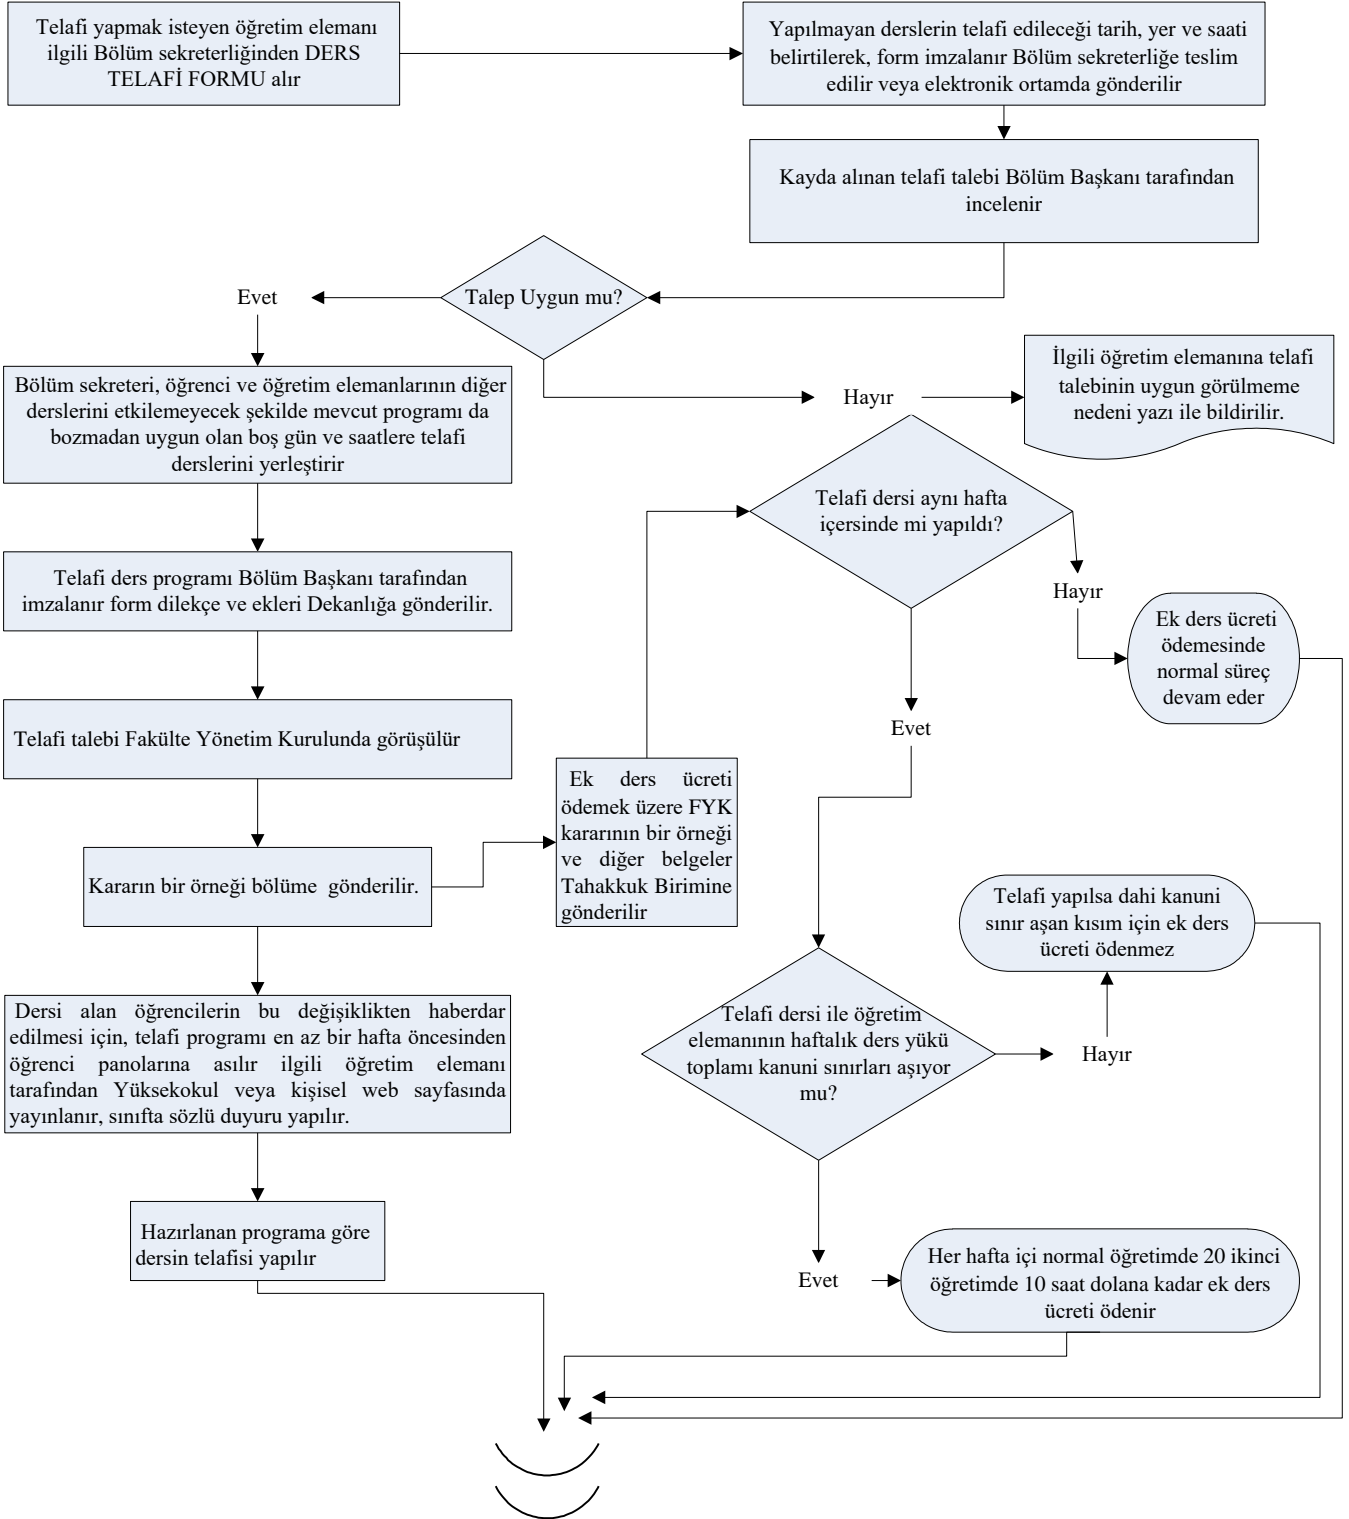 Telafi yapmak isteyen öğretim elemanı
ilgili Bölüm sekreterliğinden DERS
TELAFİ FORMU alır
Yapılmayan derslerin telafi edileceği tarih, yer ve saati
belirtilerek, form imzalanır Bölüm sekreterliğe teslim
edilir veya elektronik ortamda gönderilir
Kayda alınan telafi talebi Bölüm Başkanı tarafından
incelenir
Talep Uygun mu?
Evet
Hayır
İlgili öğretim elemanına telafi
talebinin uygun görülmeme
nedeni yazı ile bildirilir.
Bölüm sekreteri, öğrenci ve öğretim elemanlarının diğer
derslerini etkilemeyecek şekilde mevcut programı da
bozmadan uygun olan boş gün ve saatlere telafi
derslerini yerleştirir
Telafi ders programı Bölüm Başkanı tarafından
imzalanır form dilekçe ve ekleri Dekanlığa gönderilir.
Telafi talebi Fakülte Yönetim Kurulunda görüşülür
Kararın bir örneği bölüme gönderilir.
Ek ders ücreti
ödemek üzere FYK
kararının bir örneği
ve diğer belgeler
Tahakkuk Birimine
gönderilir
Telafi dersi aynı hafta
içersinde mi yapıldı?
Hayır
Ek ders ücreti
ödemesinde
normal süreç
devam eder
Evet
Telafi dersi ile öğretim
elemanının haftalık ders yükü
toplamı kanuni sınırları aşıyor
mu?
Hayır
Telafi yapılsa dahi kanuni
sınır aşan kısım için ek ders
ücreti ödenmez
Evet
Her hafta içi normal öğretimde 20 ikinci
öğretimde 10 saat dolana kadar ek ders
ücreti ödenir
Dersi alan öğrencilerin bu değişiklikten haberdar
edilmesi için, telafi programı en az bir hafta öncesinden
öğrenci panolarına asılır ilgili öğretim elemanı
tarafından Yüksekokul veya kişisel web sayfasında
yayınlanır, sınıfta sözlü duyuru yapılır.
Hazırlanan programa göre
dersin telafisi yapılır